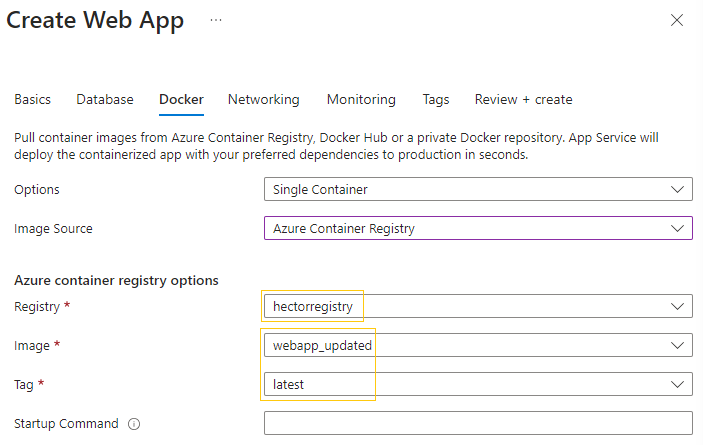 Create Web App ...
Basics Database Docker Networking Monitoring Tags Review + create
Pull container images from Azure Container Registry, Docker Hub or a private Docker repository. App Service will
deploy the containerized app with your preferred dependencies to production in seconds.
Options Single Container
Image Source Azure Container Registry
Azure container registry options
Registry * hectorregistry
Image * webapp_updated
Tag * latest
Startup Command